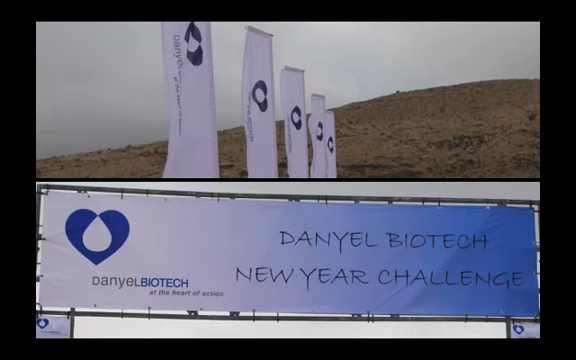 DANYELBIOTECH
at the heart of action
DANYEL BIOTECH
NEW YEAR CHALLENGE